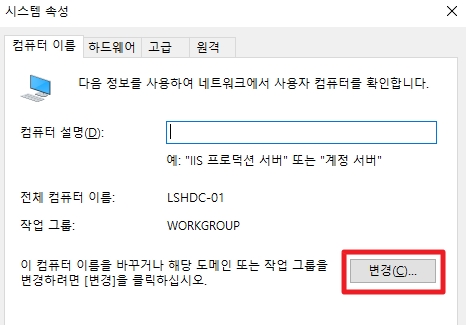 시스템 속성
컴퓨터 이름 하드웨어 고급 원격
다음 정보를 사용하여 네트워크에서 사용자 컴퓨터를 확인합니다.
컴퓨터 설명(D):
예: "IIS 프로덕션 서버" 또는 "계정 서버"
전체 컴퓨터 이름: LSHDC-01
작업 그룹: WORKGROUP
이 컴퓨터 이름을 바꾸거나 해당 도메인 또는 작업 그룹을
변경하려면 [변경]을 클릭하십시오.
변경(C)...